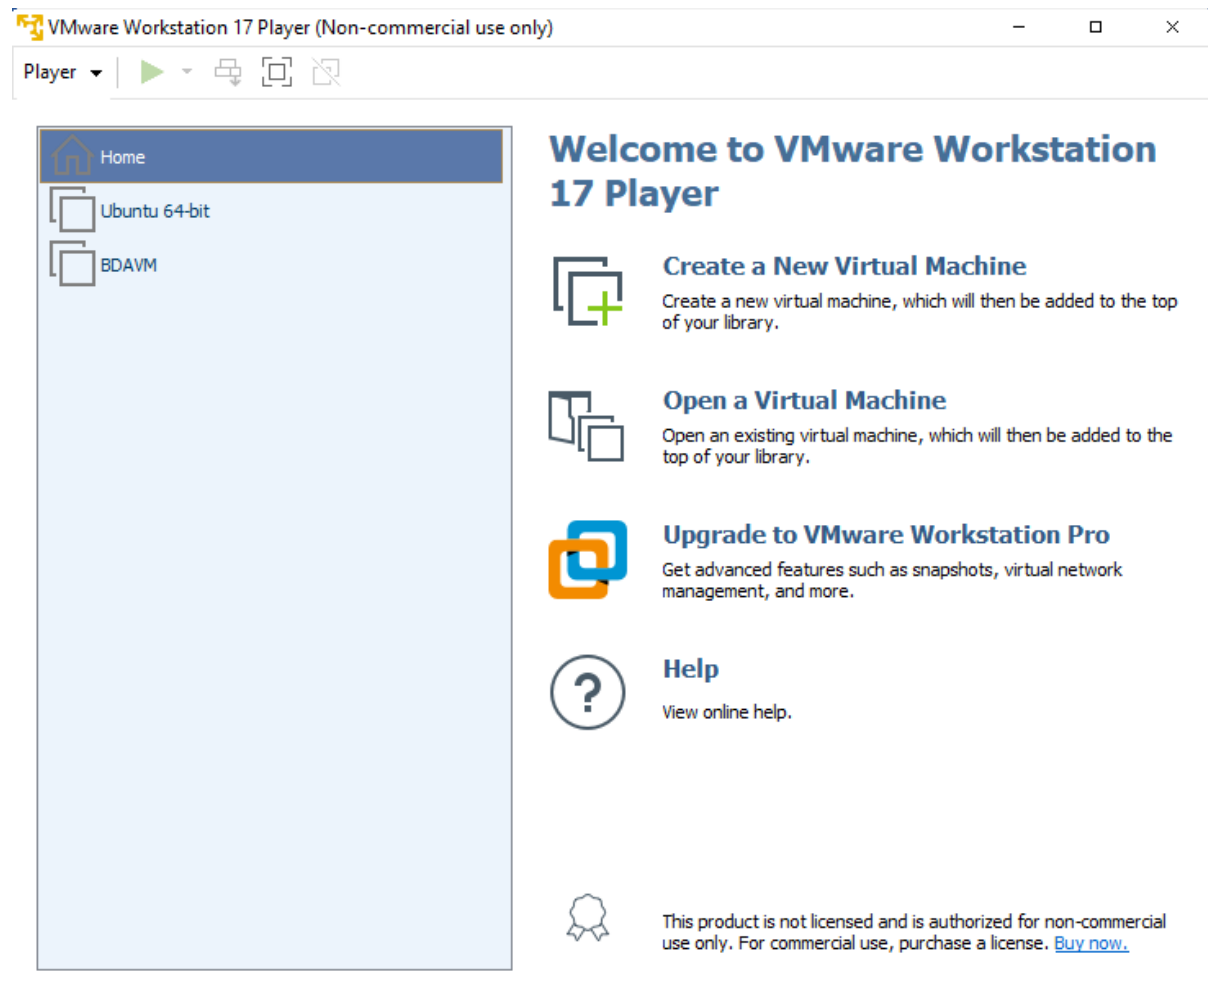 VMware Workstation 17 Player (Non-commercial use only)
Player
Home
Ubuntu 64-bit
BDAVM
Welcome to VMware Workstation
17 Player
Create a New Virtual Machine
Create a new virtual machine, which will then be added to the top
of your library.
Open a Virtual Machine
Open an existing virtual machine, which will then be added to the
top of your library.
Upgrade to VMware Workstation Pro
Get advanced features such as snapshots, virtual network
management, and more.
?
Help
View online help.
This product is not licensed and is authorized for non-commercial
use only. For commercial use, purchase a license. Buy now.